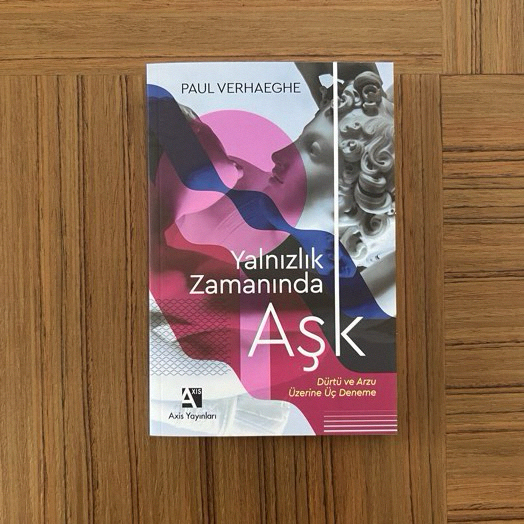 PAUL VERHAEGHE
Yalnızlık
Zamanında
Aşk
Dürtü ve Arzu
Üzerine Üç Deneme
AXIS
Axis Yayınları